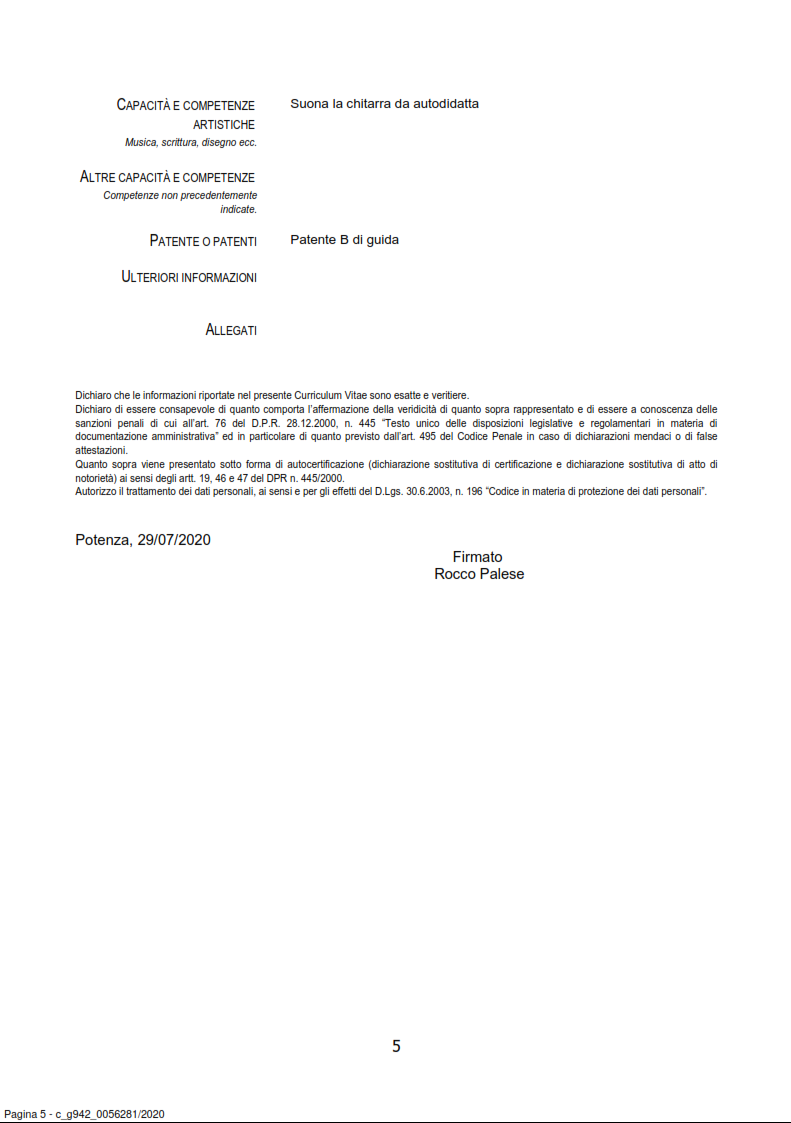 CAPACITÀ E COMPETENZE Suona la chitarra da autodidatta
ARTISTICHE
Musica, scrittura, disegno ecc.
ALTRE CAPACITÀ E COMPETENZE
Competenze non precedentemente
indicate.
PATENTE O PATENTI Patente B di guida
ULTERIORI INFORMAZIONI
ALLEGATI
Dichiaro che le informazioni riportate nel presente Curriculum Vitae sono esatte e veritiere.
Dichiaro di essere consapevole di quanto comporta l'affermazione della veridicità di quanto sopra rappresentato e di essere a conoscenza delle
sanzioni penali di cui all'art. 76 del D.P.R. 28.12.2000, n. 445 “Testo unico delle disposizioni legislative e regolamentari in materia di
documentazione amministrativa” ed in particolare di quanto previsto dall'art. 495 del Codice Penale in caso di dichiarazioni mendaci o di false
attestazioni.
Quanto sopra viene presentato sotto forma di autocertificazione (dichiarazione sostitutiva di certificazione e dichiarazione sostitutiva di atto di
notorietà) ai sensi degli artt. 19, 46 e 47 del DPR n. 445/2000.
Autorizzo il trattamento dei dati personali, ai sensi e per gli effetti del D.Lgs. 30.6.2003, n. 196 “Codice in materia di protezione dei dati personali”.
Potenza, 29/07/2020
Firmato
Rocco Palese
5
Pagina 5 - c_g942_0056281/2020